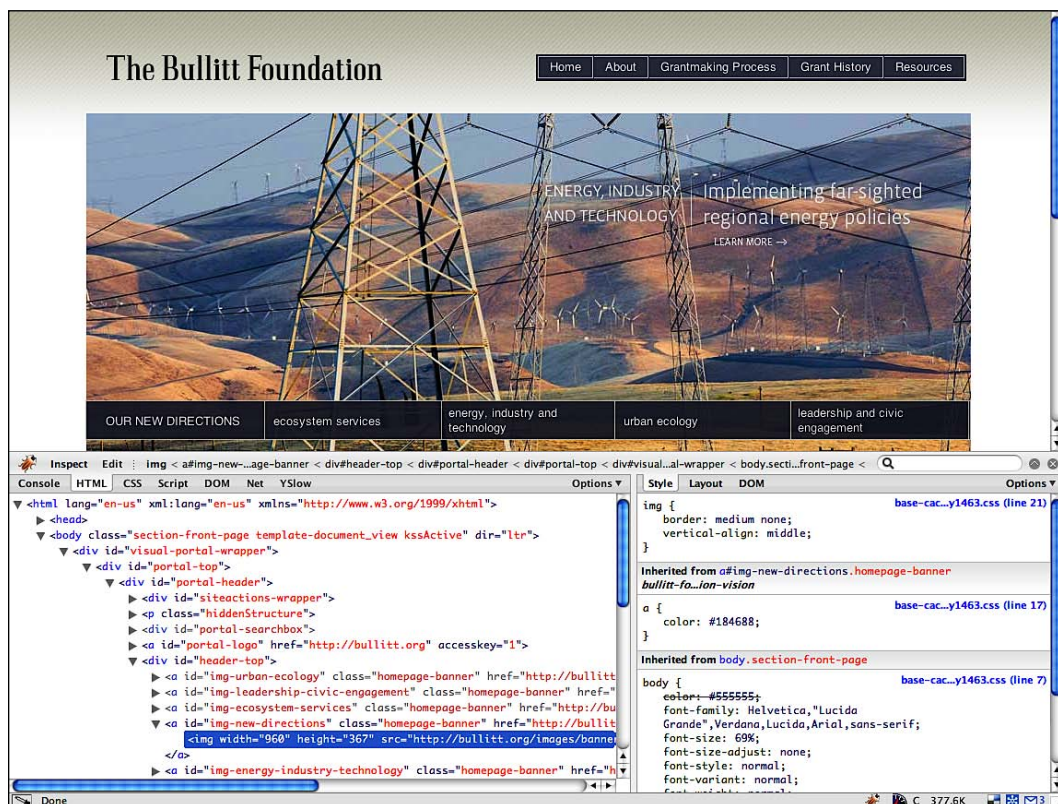 The Bullitt Foundation
Home About Grantmaking Process Grant History Resources
ENERGY, INDUSTRY
AND TECHNOLOGY
Implementing far-sighted
regional energy policies
LEARN MORE →
OUR NEW DIRECTIONS
ecosystem services
energy, industry and
technology
urban ecology
leadership and civic
engagement
Inspect Edit img < a#img-new-...age-banner < div#header-top < div#portal-header < div#portal-top < div#visual...al-wrapper < body.secti...front-page <
Console HTML CSS Script DOM Net YSlow Options
<html lang="en-us" xml:lang="en-us" xmlns="http://www.w3.org/1999/xhtml">
<head>
<body class="section-front-page template-document_view kssActive" dir="ltr">
<div id="visual-portal-wrapper">
<div id="portal-top">
<div id="portal-header">
<div id="siteactions-wrapper">
<p class="hiddenStructure">
<div id="portal-searchbox">
<a id="portal-logo" href="http://bullitt.org" accesskey="1">
<div id="header-top">
<a id="img-urban-ecology" class="homepage-banner" href="http://bullitt
<a id="img-leadership-civic-engagement" class="homepage-banner" href=
<a id="img-ecosystem-services" class="homepage-banner" href="http://bu
<a id="img-new-directions" class="homepage-banner" href="http://bullit
<img width="960" height="367" src="http://bullitt.org/images/banner
</a>
<a id="img-energy-industry-technology" class="homepage-banner" href="h
Style Layout DOM Options
img { base-cac...y1463.css (line 21)
border: medium none;
vertical-align: middle;
}
Inherited from a#img-new-directions.homepage-banner
bullitt-fo...ion-vision
a { base-cac...y1463.css (line 17)
color: #184688;
}
Inherited from body.section-front-page
body { base-cac...y1463.css (line 7)
color: #555555;
font-family: Helvetica,"Lucida
Grande",Verdana,Lucida,Arial,sans-serif;
font-size: 69%;
font-size-adjust: none;
font-style: normal;
font-variant: normal;
Done
C 377.6K
3